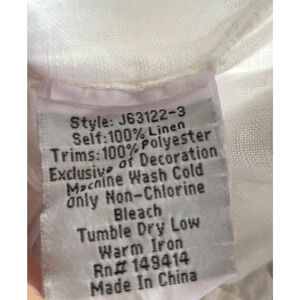 Style: J63122-3
Self:100% Linen
Trims:100% Polyester
Exclusive of Decoration
Machine Wash Cold
Only Non-Chlorine
Bleach
Tumble Dry Low
Warm Iron
Rn# 149414
Made In China